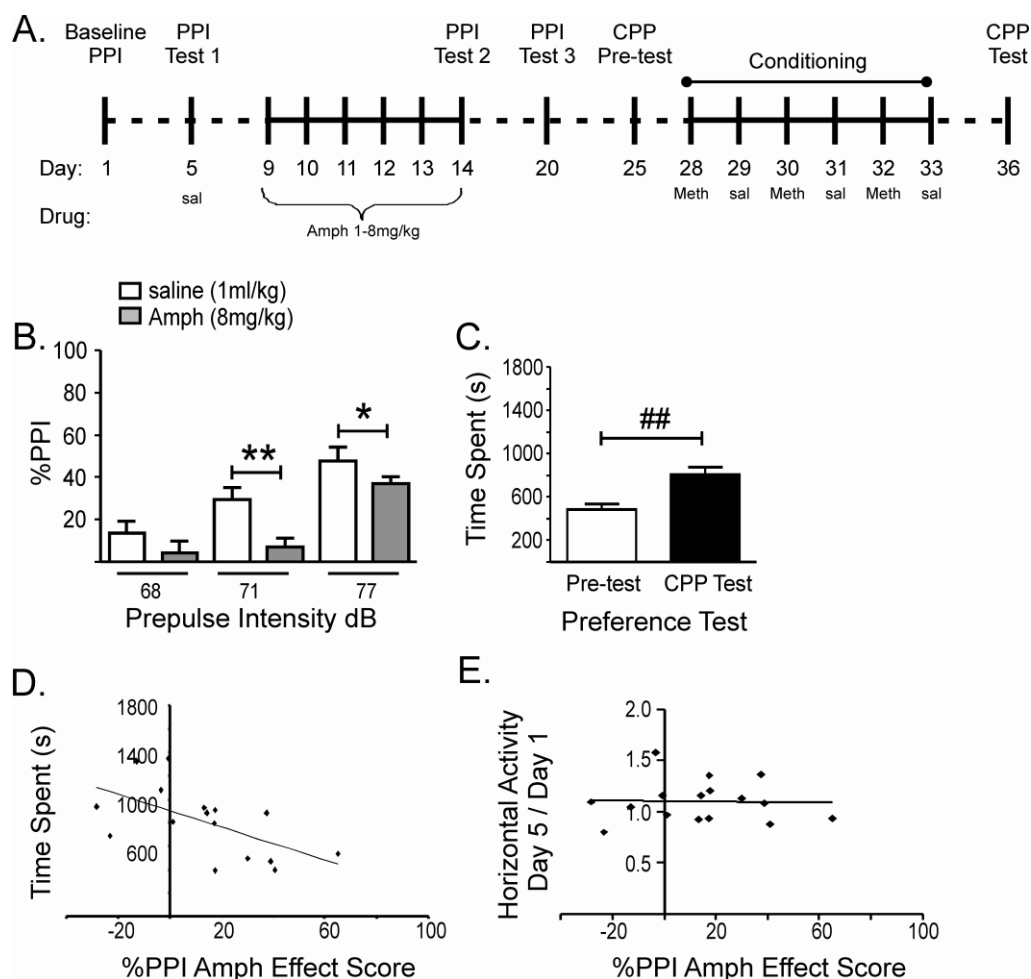 A.
Baseline PPI
PPI Test 1
PPI Test 2
PPI Test 3
CPP Pre-test
Conditioning
CPP Test
Day: 1 5 9 10 11 12 13 14 20 25 28 29 30 31 32 33 36
Drug: sal Amph 1-8mg/kg Meth sal Meth sal Meth sal
saline (1ml/kg)
Amph (8mg/kg)
B.
%PPI
100
80
60
40
20
**
*
68 71 77
Prepulse Intensity dB
C.
Time Spent (s)
1800
1400
1000
600
200
##
Pre-test CPP Test
Preference Test
D.
Time Spent (s)
1800
1400
1000
600
-20 20 60 100
%PPI Amph Effect Score
E.
Horizontal Activity
Day 5 / Day 1
2.0
1.5
1.0
0.5
-20 20 60 100
%PPI Amph Effect Score